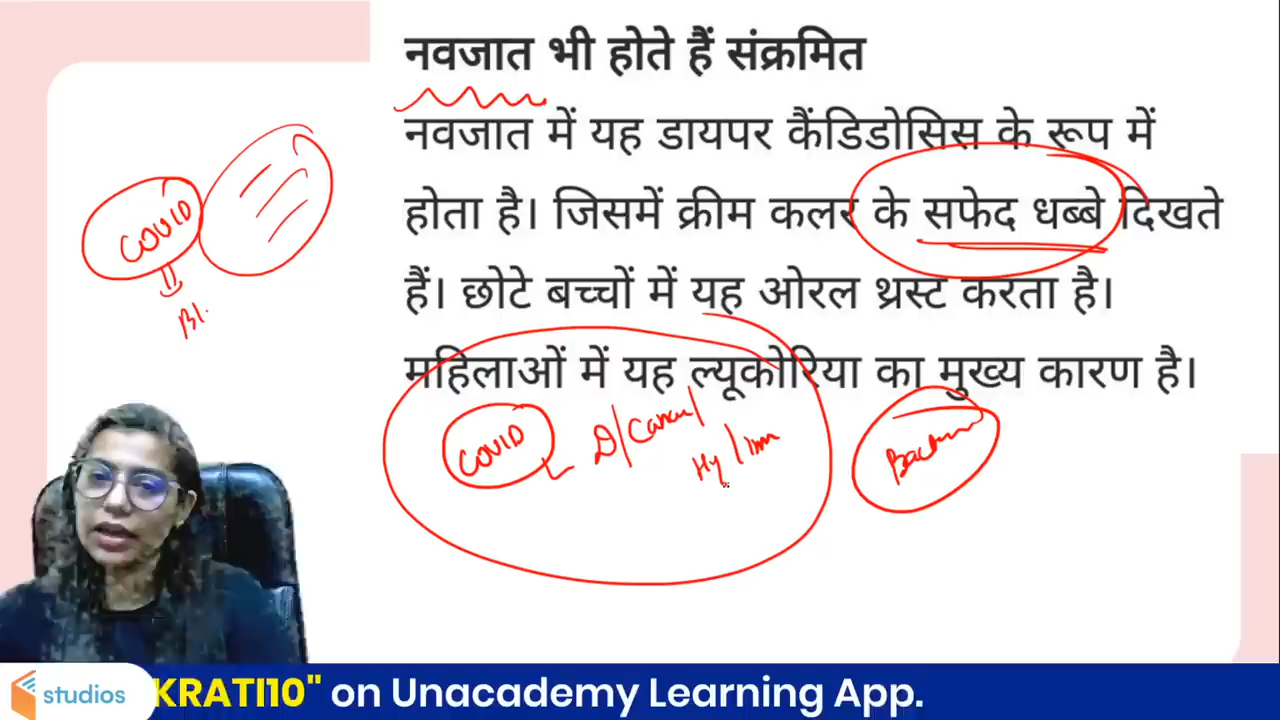 नवजात भी होते हैं संक्रमित
नवजात में यह डायपर कैंडिडोसिस के रूप में
होता है। जिसमें क्रीम कलर के सफेद धब्बे दिखते
हैं। छोटे बच्चों में यह ओरल थ्रस्ट करता है।
महिलाओं में यह ल्यूकोरिया का मुख्य कारण है।
COVID
COVID
studios
KRATI10" on Unacademy Learning App.